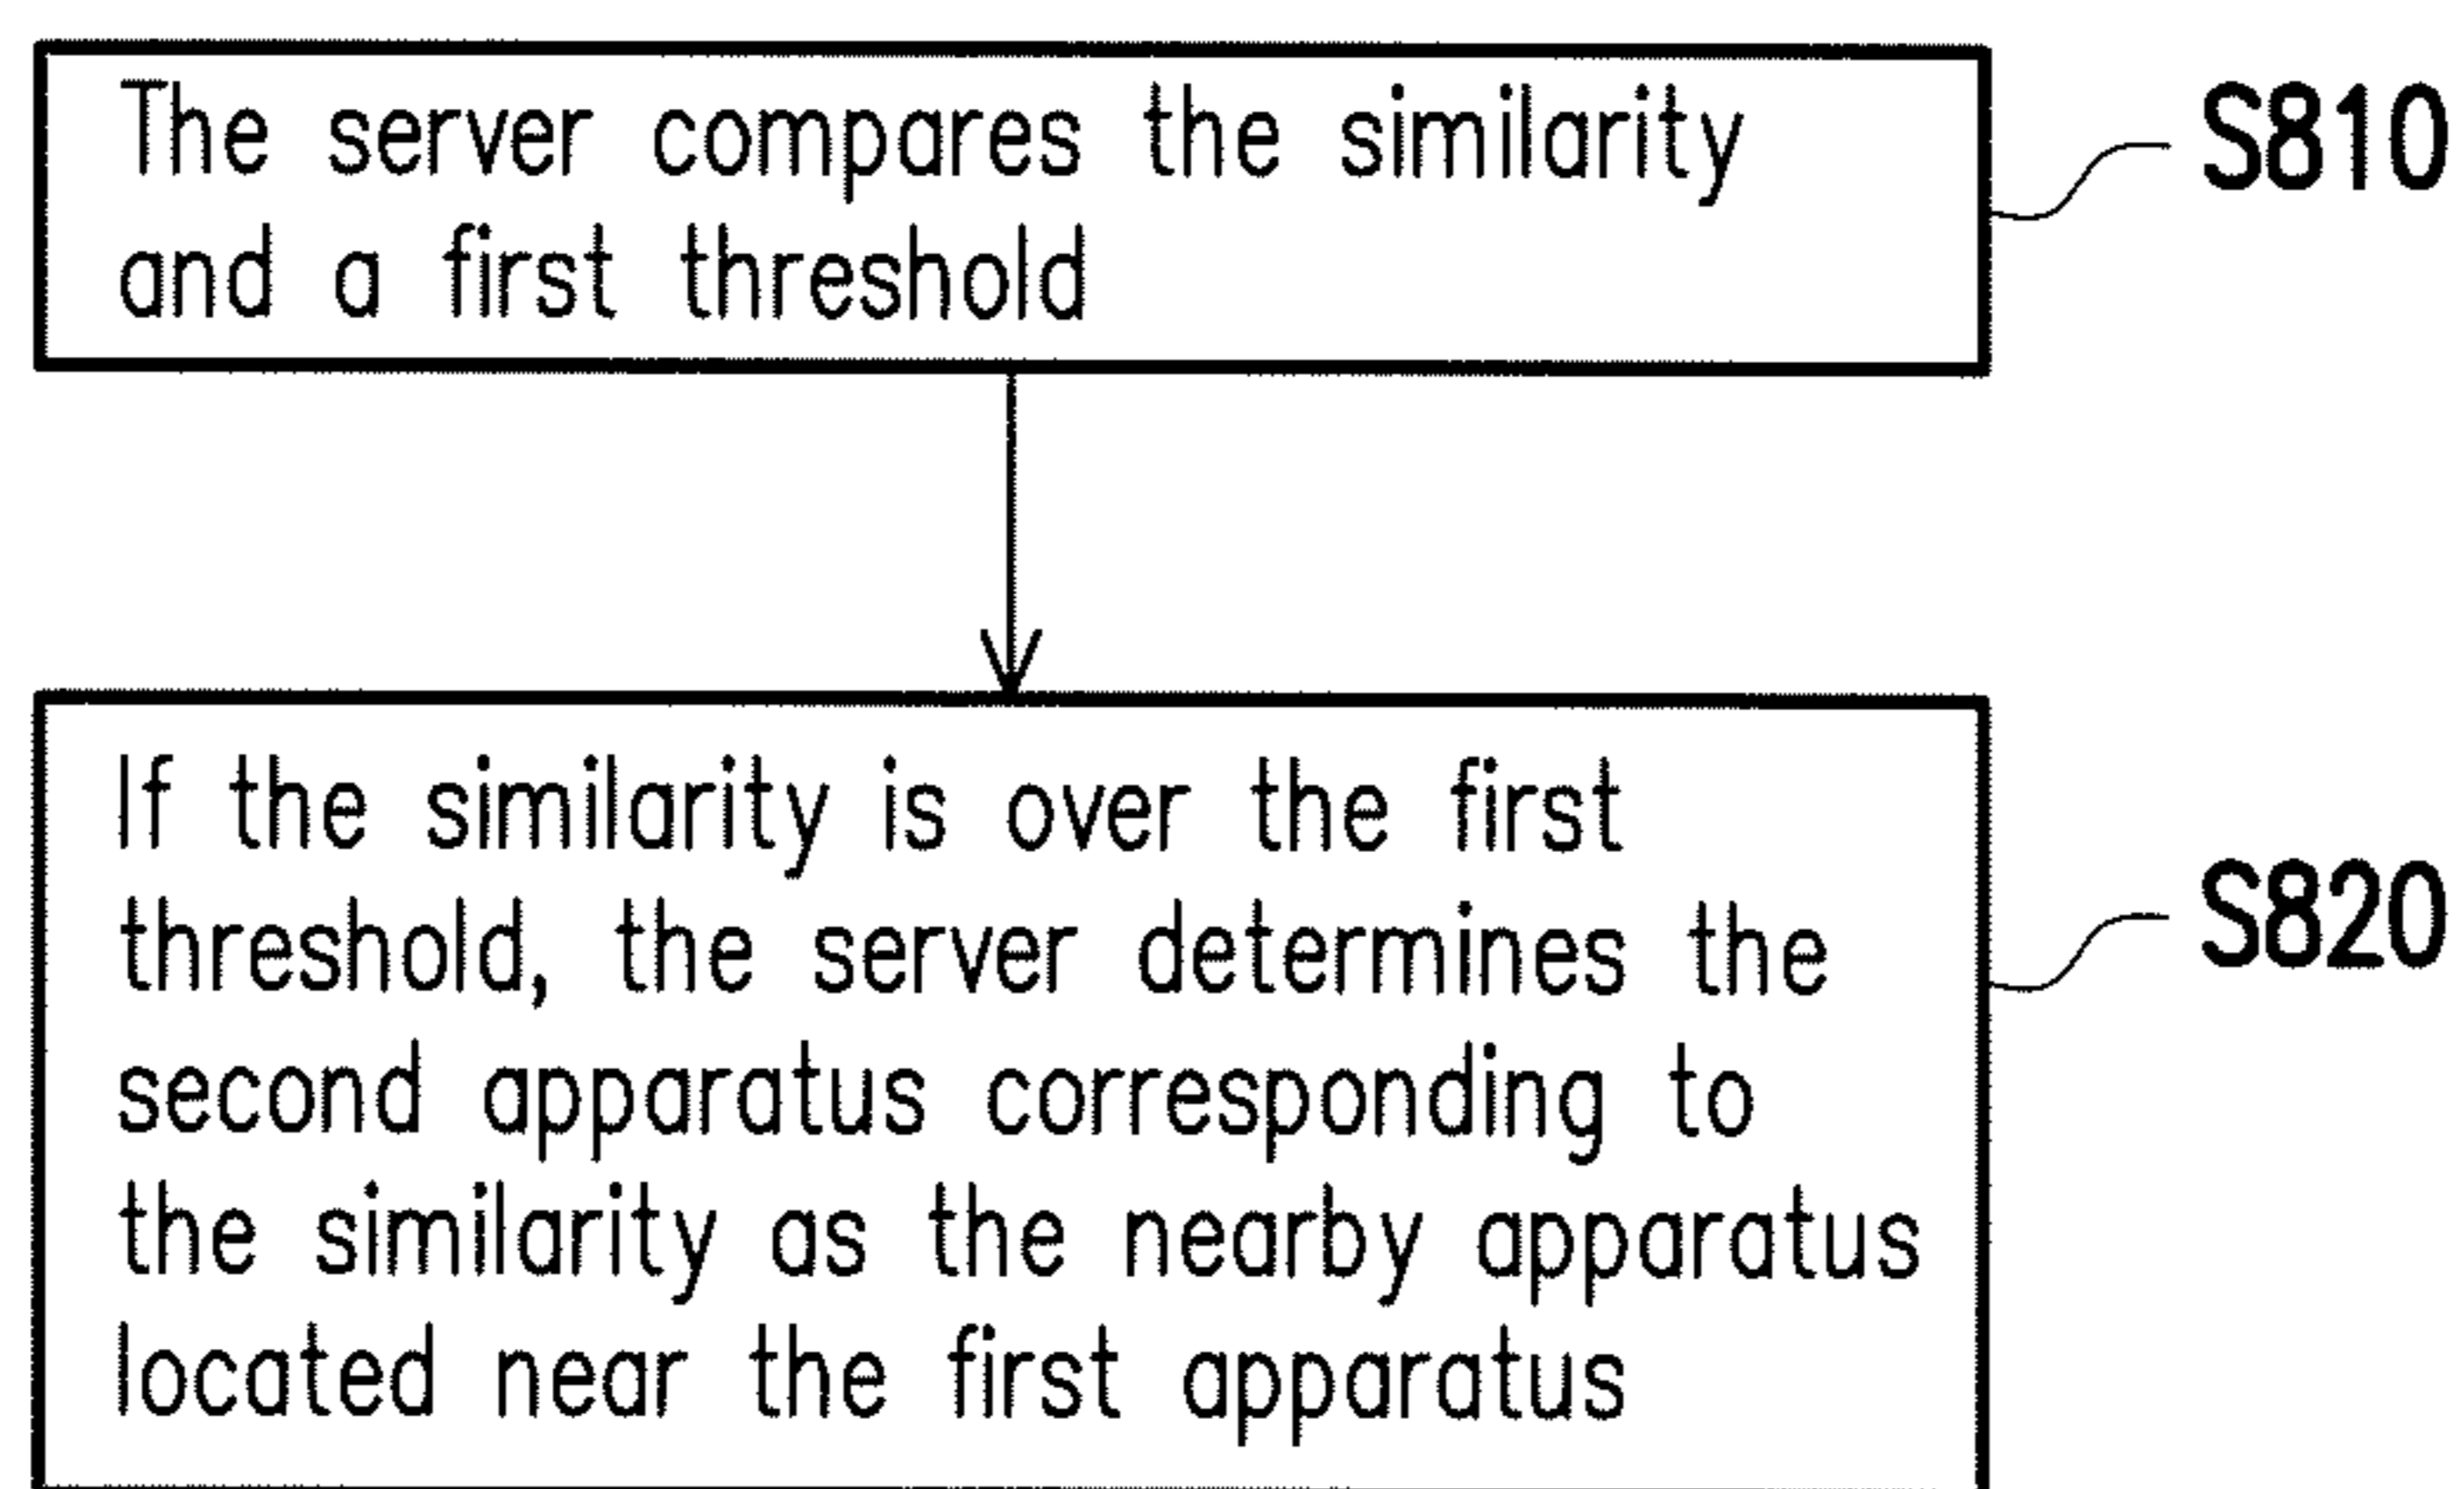 The server compares the similarity
and a first threshold
S810
If the similarity is over the first
threshold, the server determines the
second apparatus corresponding to
the similarity as the nearby apparatus
located near the first apparatus
S820